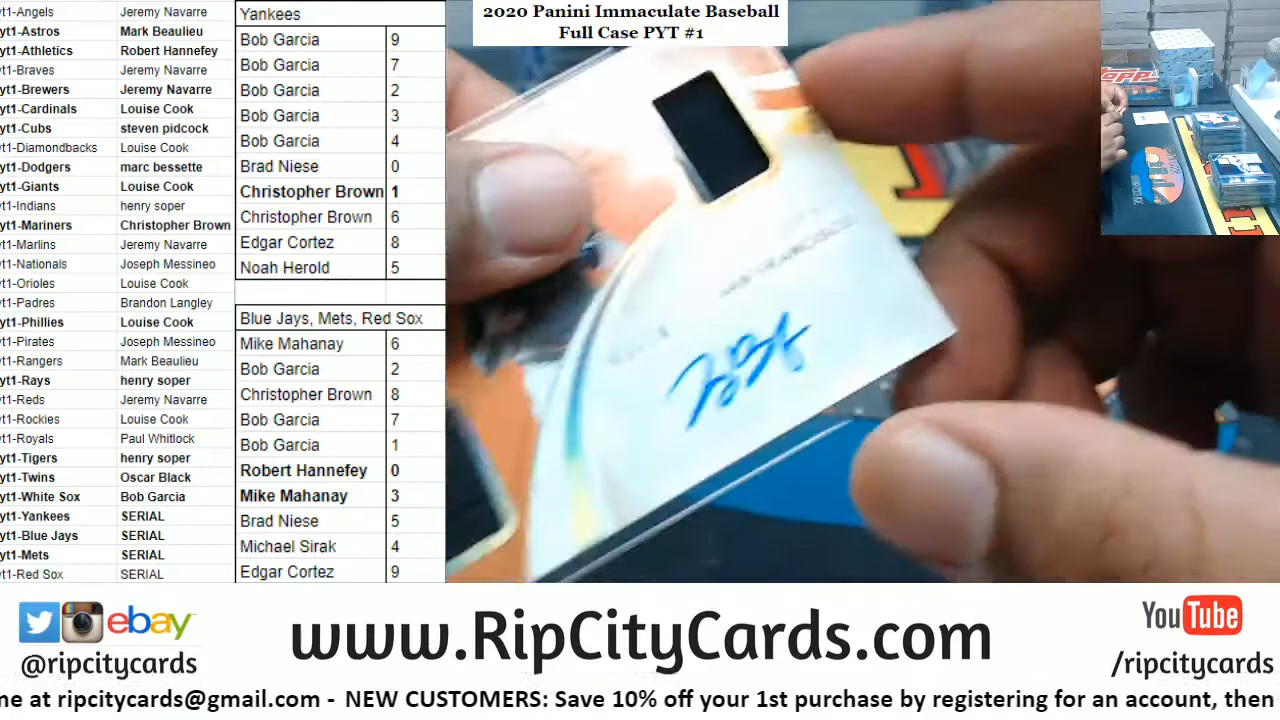 2020 Panini Immaculate Baseball
Full Case PYT #1
yt1-Angels Jeremy Navarre
yt1-Astros Mark Beaulieu
yt1-Athletics Robert Hannefey
yt1-Braves Jeremy Navarre
yt1-Brewers Jeremy Navarre
yt1-Cardinals Louise Cook
yt1-Cubs steven pidcock
yt1-Diamondbacks Louise Cook
yt1-Dodgers marc bessette
yt1-Giants Louise Cook
yt1-Indians henry soper
yt1-Mariners Christopher Brown
yt1-Marlins Jeremy Navarre
yt1-Nationals Joseph Messineo
yt1-Orioles Louise Cook
yt1-Padres Brandon Langley
yt1-Phillies Louise Cook
yt1-Pirates Joseph Messineo
yt1-Rangers Mark Beaulieu
yt1-Rays henry soper
yt1-Reds Jeremy Navarre
yt1-Rockies Louise Cook
yt1-Royals Paul Whitlock
yt1-Tigers henry soper
yt1-Twins Oscar Black
yt1-White Sox Bob Garcia
yt1-Yankees SERIAL
yt1-Blue Jays SERIAL
yt1-Mets SERIAL
yt1-Red Sox SERIAL
Yankees
Bob Garcia 9
Bob Garcia 7
Bob Garcia 2
Bob Garcia 3
Bob Garcia 4
Brad Niese 0
Christopher Brown 1
Christopher Brown 6
Edgar Cortez 8
Noah Herold 5
Blue Jays, Mets, Red Sox
Mike Mahanay 6
Bob Garcia 2
Christopher Brown 8
Bob Garcia 7
Bob Garcia 1
Robert Hannefey 0
Mike Mahanay 3
Brad Niese 5
Michael Sirak 4
Edgar Cortez 9
SAN FRANCISCO
ebay
@ripcitycards
www.RipCityCards.com
YouTube
/ripcitycards
me at ripcitycards@gmail.com - NEW CUSTOMERS: Save 10% off your 1st purchase by registering for an account, then